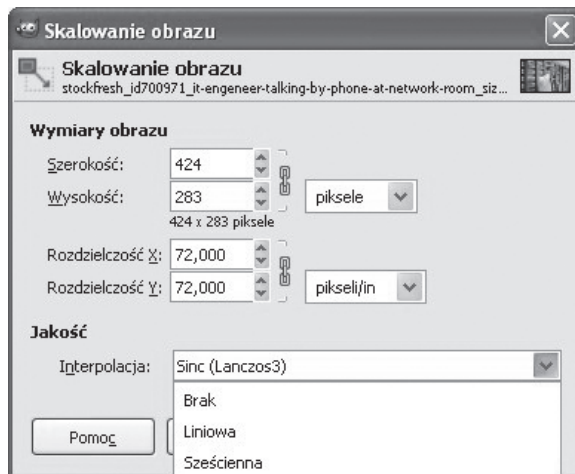 Skalowanie obrazu
Skalowanie obrazu
stockfresh_id700971_it-engeneer-talking-by-phone-at-network-room_siz...
Wymiary obrazu
Szerokość: 424
Wysokość: 283 piksele
424 x 283 piksele
Rozdzielczość X: 72,000
Rozdzielczość Y: 72,000 pikseli/in
Jakość
Interpolacja: Sinc (Lanczos3)
Brak
Liniowa
Sześcienna
Pomoc